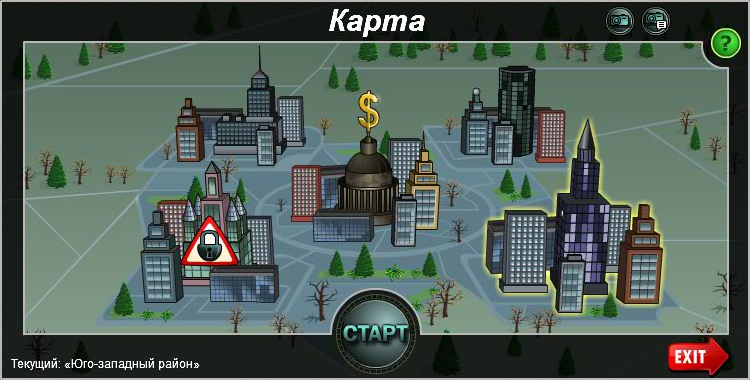 Карта
?
$
СТАРТ
EXIT
Текущий: «Юго-западный район»